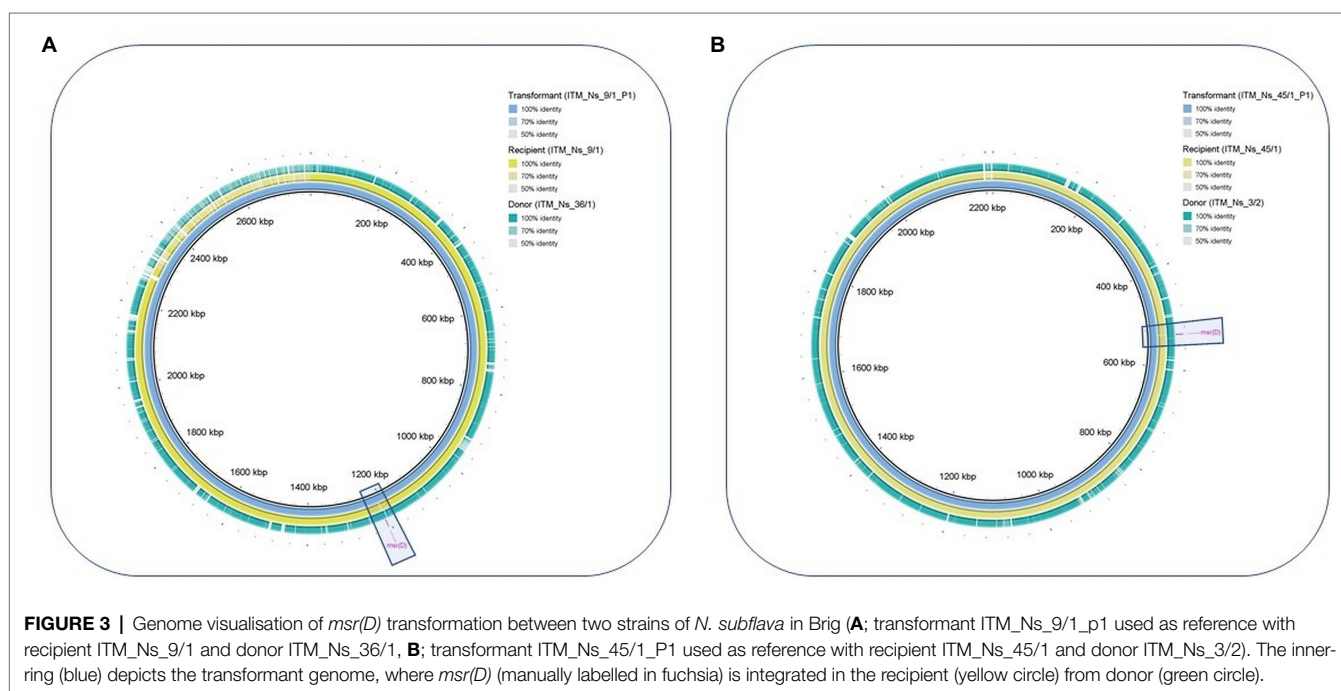 A
Transformant (ITM_Ns_9/1_P1)
100% identity
70% identity
50% identity
Recipient (ITM_Ns_9/1)
100% identity
70% identity
50% identity
Donor (ITM_Ns_36/1)
100% identity
70% identity
50% identity
200 kbp
400 kbp
600 kbp
800 kbp
1000 kbp
1200 kbp
1400 kbp
1600 kbp
1800 kbp
2000 kbp
2200 kbp
2400 kbp
2600 kbp
msr(D)
B
Transformant (ITM_Ns_45/1_P1)
100% identity
70% identity
50% identity
Recipient (ITM_Ns_45/1)
100% identity
70% identity
50% identity
Donor (ITM_Ns_3/2)
100% identity
70% identity
50% identity
200 kbp
400 kbp
600 kbp
800 kbp
1000 kbp
1200 kbp
1400 kbp
1600 kbp
1800 kbp
2000 kbp
2200 kbp
msr(D)
FIGURE 3 | Genome visualisation of msr(D) transformation between two strains of N. subflava in Brig (A; transformant ITM_Ns_9/1_p1 used as reference with
recipient ITM_Ns_9/1 and donor ITM_Ns_36/1, B; transformant ITM_Ns_45/1_P1 used as reference with recipient ITM_Ns_45/1 and donor ITM_Ns_3/2). The inner-
ring (blue) depicts the transformant genome, where msr(D) (manually labelled in fuchsia) is integrated in the recipient (yellow circle) from donor (green circle).